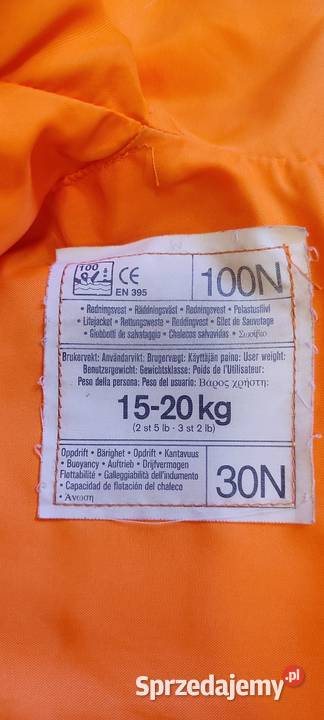 100
CE
EN 395
100N
• Redningsvest • Räddningsväst • Redningsvest • Pelastusliivi
• Lifejacket • Rettungsweste • Reddingsvest • Gilet de Sauvetage
• Giubbotti de salvataggio • Chalecos salvavidas • Σωσίβιο
Brukervekt: Användarvikt: Brugervægt: Käyttäjän paino: User weight:
Benutzergewicht: Gewichtsklasse: Poids de l'Utilisateur:
Peso della persona: Peso del usuario: Βάρος χρήστη:
15-20 kg
(2 st 5 lb - 3 st 2 lb)
Oppdrift • Bärighet • Opdrift • Kantavuus
• Buoyancy • Auftrieb • Drijfvermogen
Flottabilité • Galleggiabilità dell'indumento
• Capacidad de flotación del chaleco
• Άνωση
30N
Sprzedajemy.pl